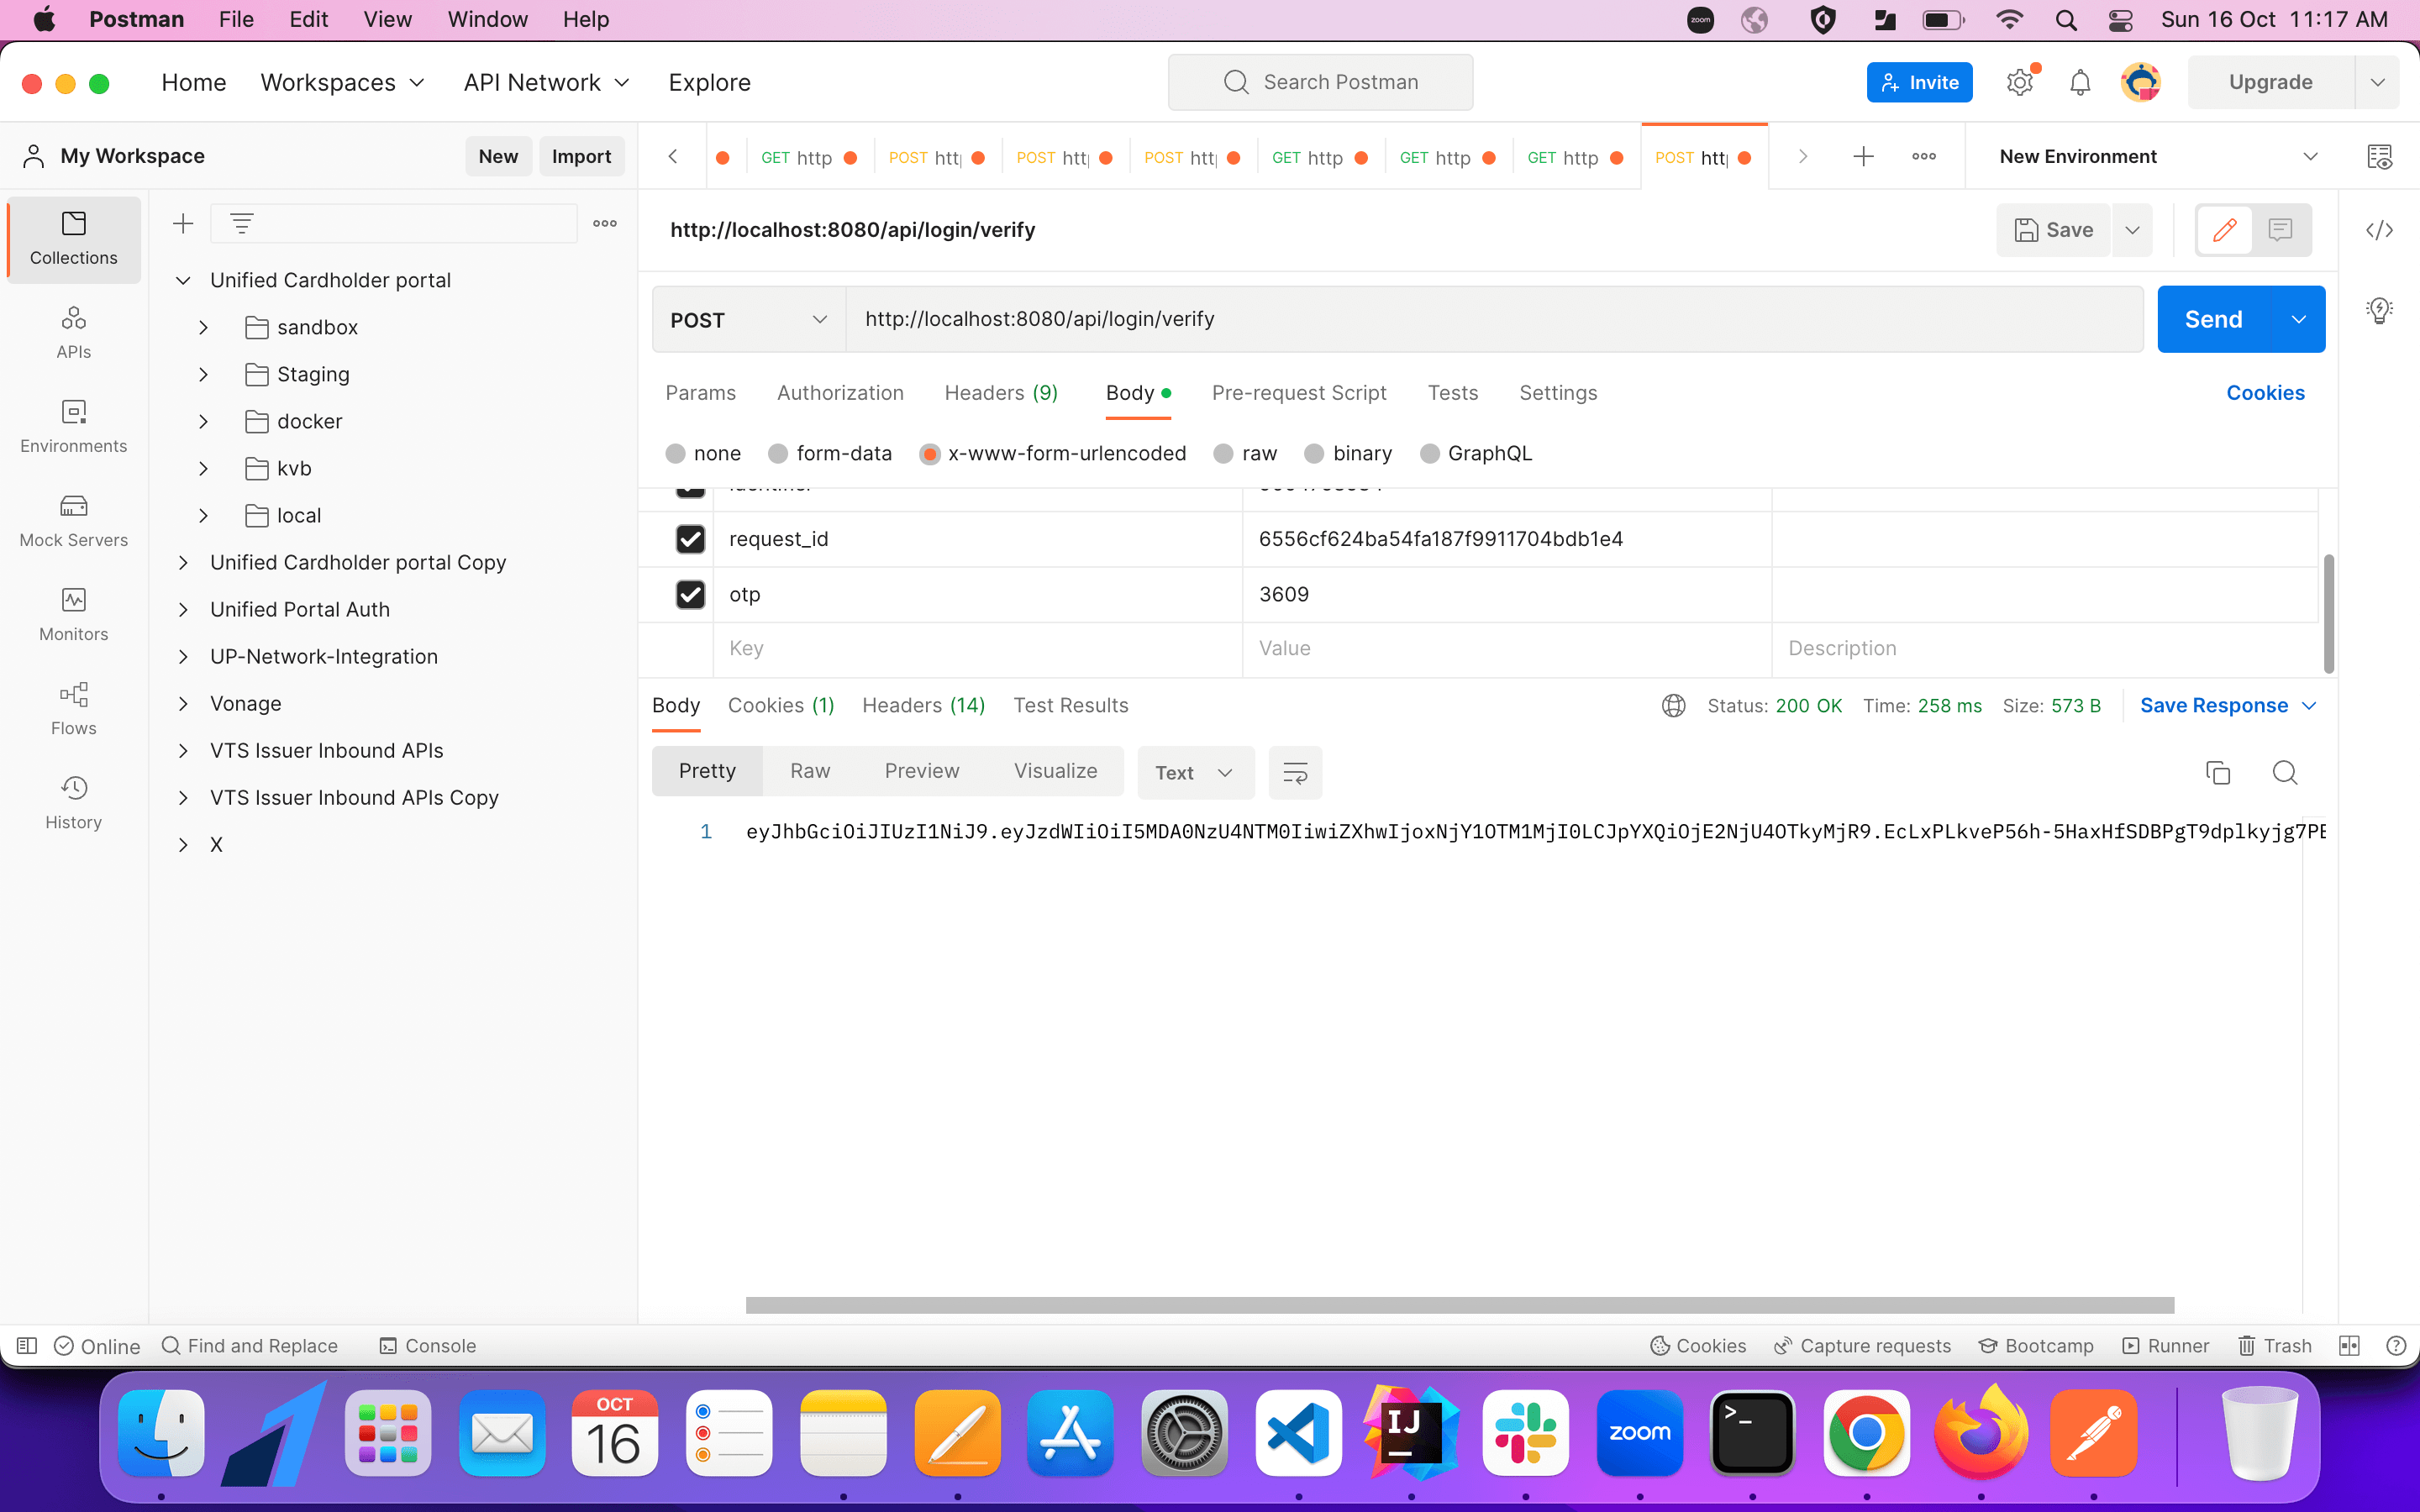 Postman File Edit View Window Help
zoom
Sun 16 Oct 11:17 AM
Home Workspaces API Network Explore
Search Postman
Invite
Upgrade
My Workspace
New Import
GET http
POST htt
POST htt
POST htt
GET http
GET http
GET http
POST htt
New Environment
Collections
APIs
Environments
Mock Servers
Monitors
Flows
History
Unified Cardholder portal
sandbox
Staging
docker
kvb
local
Unified Cardholder portal Copy
Unified Portal Auth
UP-Network-Integration
Vonage
VTS Issuer Inbound APIs
VTS Issuer Inbound APIs Copy
X
http://localhost:8080/api/login/verify
Save
POST http://localhost:8080/api/login/verify
Send
Params Authorization Headers (9) Body Pre-request Script Tests Settings
Cookies
none form-data x-www-form-urlencoded raw binary GraphQL
request_id 6556cf624ba54fa187f9911704bdb1e4
otp 3609
Key Value Description
Body Cookies (1) Headers (14) Test Results
Status: 200 OK Time: 258 ms Size: 573 B
Save Response
Pretty Raw Preview Visualize Text
1 eyJhbGciOiJIUzI1NiJ9.eyJzdWIiOiI5MDA0NzU4NTM0IiwiZXhwIjoxNjY1OTM1MjI0LCJpYXQiOjE2NjU4OTkyMjR9.EcLxPLkveP56h-5HaxHfSDBPgT9dplkyjg7PE
Online Find and Replace Console
Cookies Capture requests Bootcamp Runner Trash
OCT
16
IJ
zoom
>_